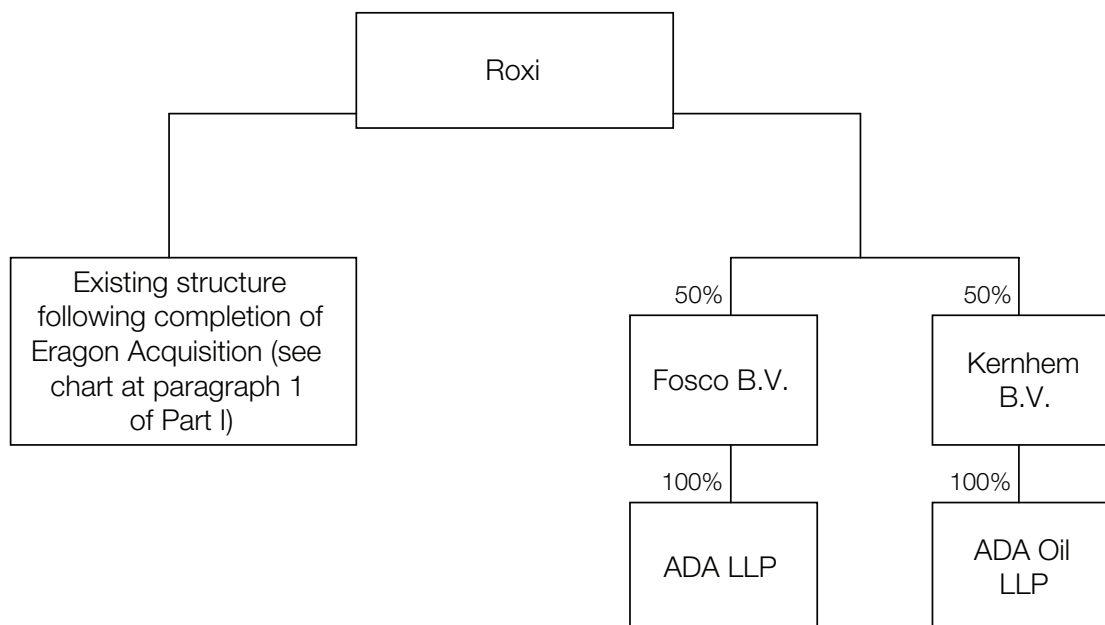 Roxi
Existing structure
following completion of
Eragon Acquisition (see
chart at paragraph 1
of Part I)
50%
50%
Fosco B.V.
Kernhem
B.V.
100%
100%
ADA LLP
ADA Oil
LLP